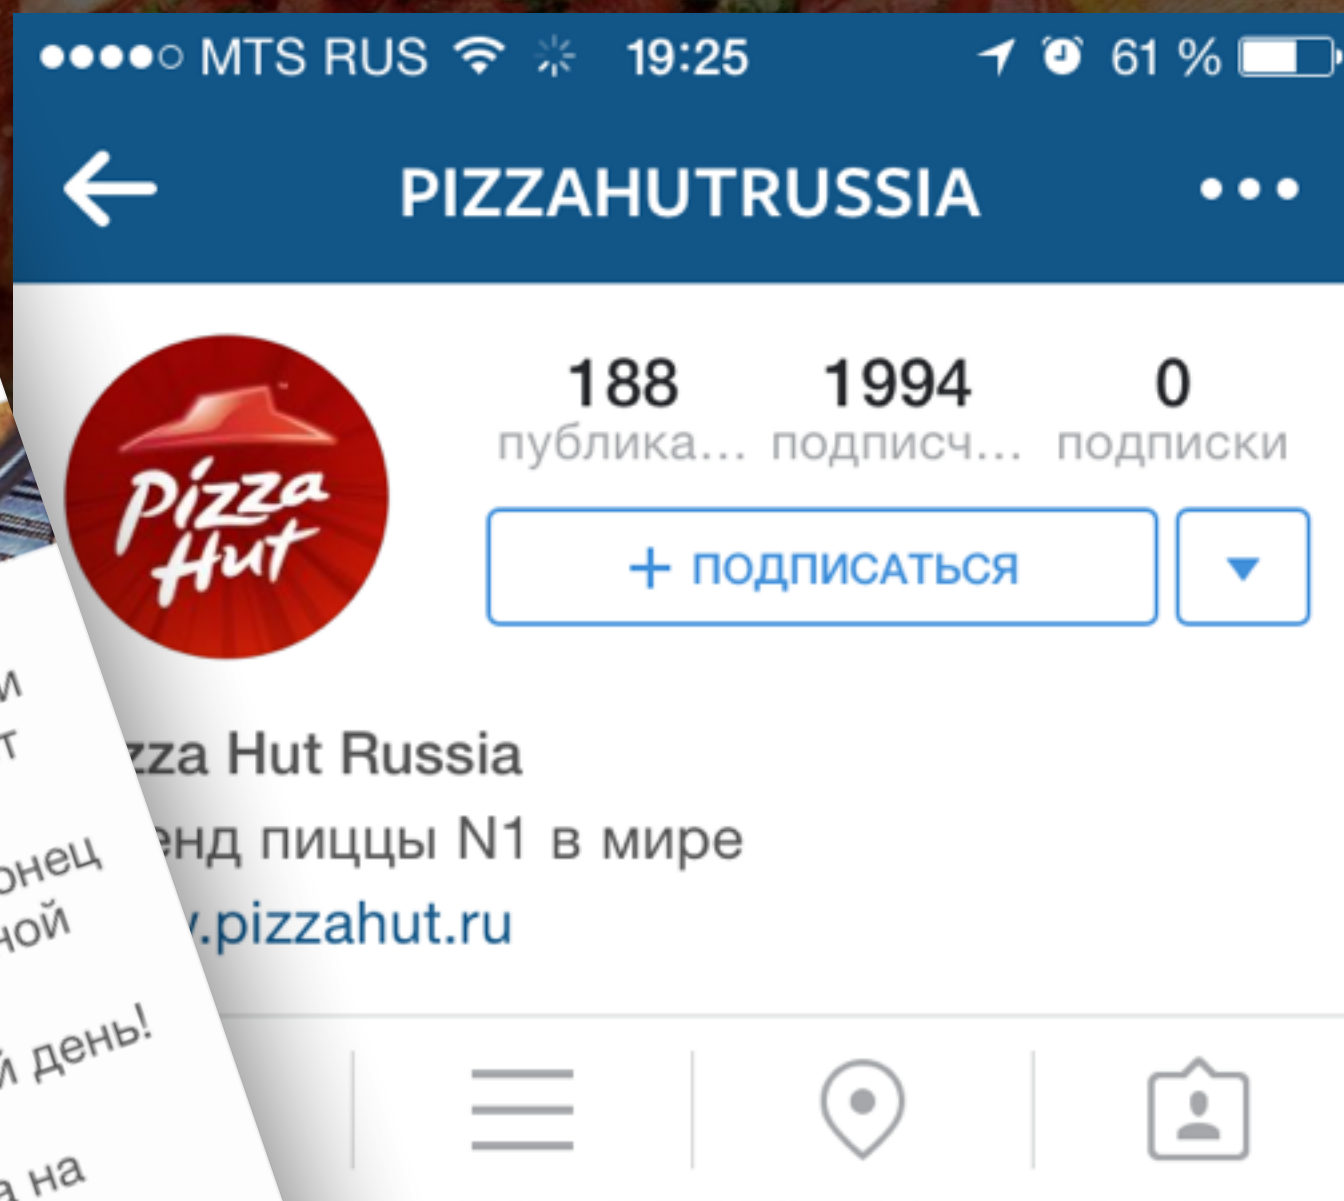 MTS RUS 19:25 61 %
PIZZAHUTRUSSIA
Pizza
Hut
188 1994 0
публика... подписч... подписки
+ ПОДПИСАТЬСЯ
zza Hut Russia
енд пиццы N1 в мире
.pizzahut.ru
и
т
онец
ной
й день!
а на